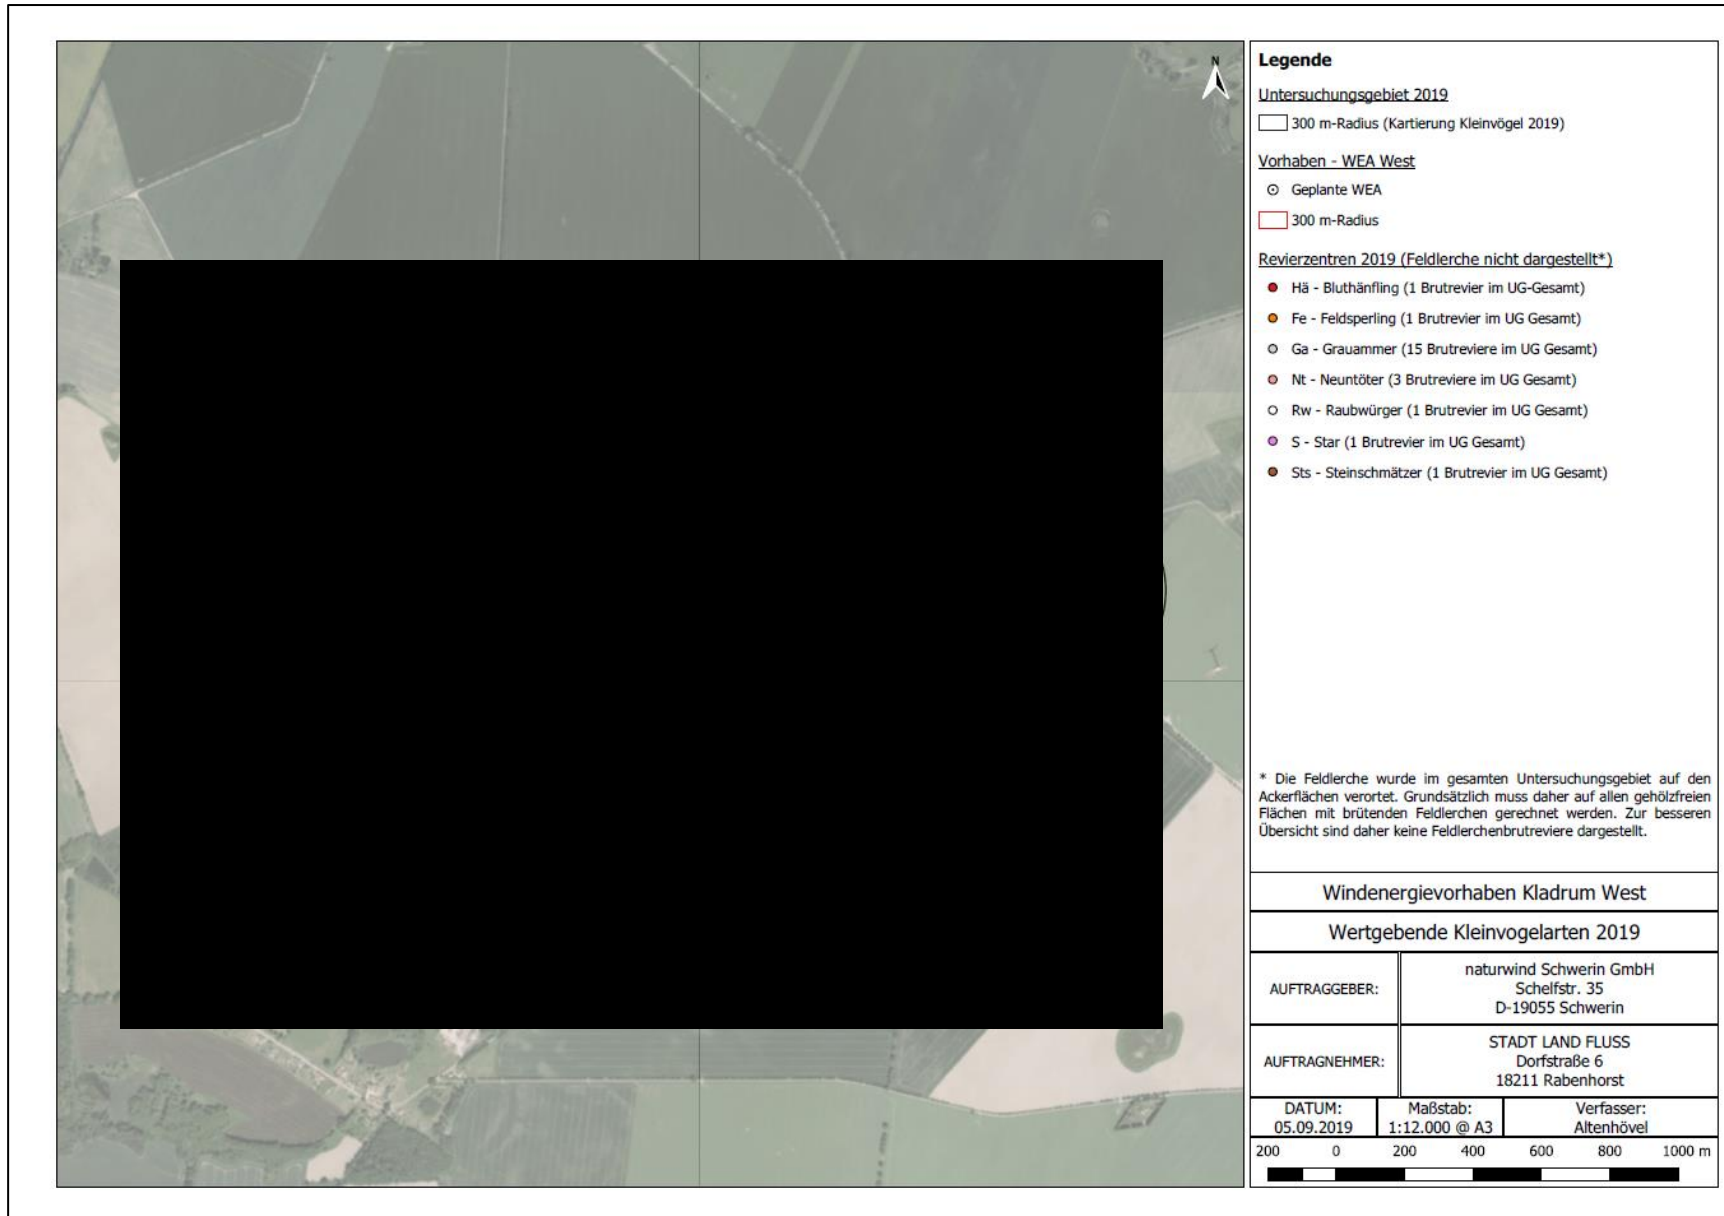 N
Legende
Untersuchungsgebiet 2019
300 m-Radius (Kartierung Kleinvögel 2019)
Vorhaben - WEA West
Geplante WEA
300 m-Radius
Revierzentren 2019 (Feldlerche nicht dargestellt*)
Hä - Bluthänfling (1 Brutrevier im UG-Gesamt)
Fe - Feldsperling (1 Brutrevier im UG Gesamt)
Ga - Grauammer (15 Brutreviere im UG Gesamt)
Nt - Neuntöter (3 Brutreviere im UG Gesamt)
Rw - Raubwürger (1 Brutrevier im UG Gesamt)
S - Star (1 Brutrevier im UG Gesamt)
Sts - Steinschmätzer (1 Brutrevier im UG Gesamt)
* Die Feldlerche wurde im gesamten Untersuchungsgebiet auf den
Ackerflächen verortet. Grundsätzlich muss daher auf allen gehölzfreien
Flächen mit brütenden Feldlerchen gerechnet werden. Zur besseren
Übersicht sind daher keine Feldlerchenbrutreviere dargestellt.
Windenergievorhaben Kladrum West
Wertgebende Kleinvogelarten 2019
AUFTRAGGEBER:
naturwind Schwerin GmbH
Schelfstr. 35
D-19055 Schwerin
AUFTRAGNEHMER:
STADT LAND FLUSS
Dorfstraße 6
18211 Rabenhorst
DATUM:
05.09.2019
Maßstab:
1:12.000 @ A3
Verfasser:
Altenhövel
200 0 200 400 600 800 1000 m